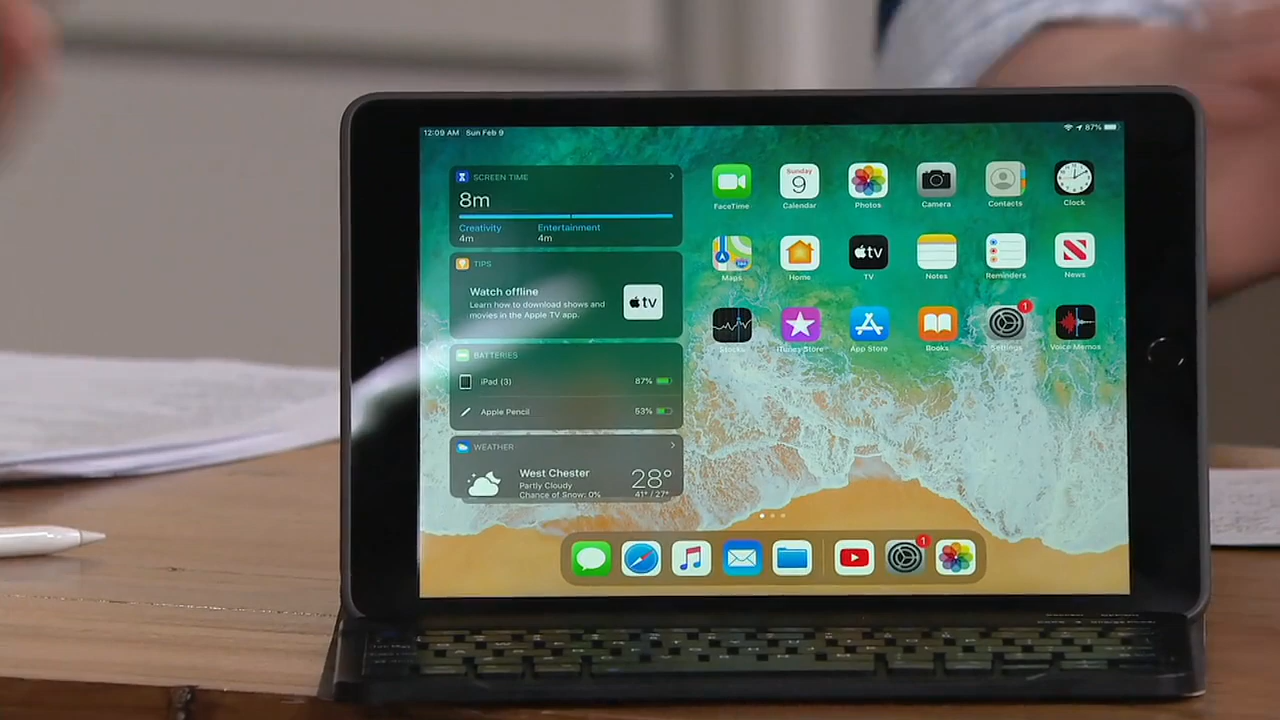 12:09 AM Sun Feb 9
87%
SCREEN TIME
8m
Creativity Entertainment
4m 4m
TIPS
Watch offline
Learn how to download shows and
movies in the Apple TV app.
tv
BATTERIES
iPad (3) 87%
Apple Pencil 53%
WEATHER
West Chester 28°
Partly Cloudy
Chance of Snow: 0% 41° / 27°
Sunday
9
FaceTime Calendar Photos Camera Contacts Clock
tv
Maps Home TV Notes Reminders News
1
Stocks iTunes Store App Store Books Settings Voice Memos
1